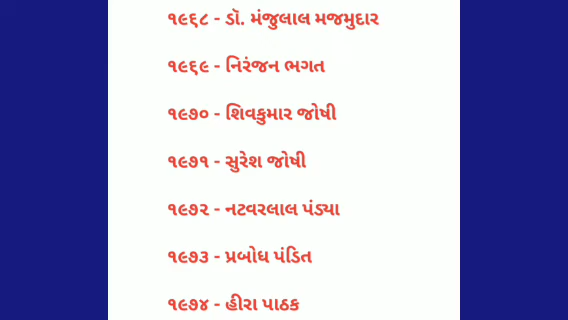 ૧૯૬૮ - ડૉ. મંજુલાલ મજમુદાર
૧૯૬૯ - નિરંજન ભગત
૧૯૭૦ - શિવકુમાર જોષી
૧૯૭૧ - સુરેશ જોષી
૧૯૭૨ - નટવરલાલ પંડ્યા
૧૯૭૩ - પ્રબોધ પંડિત
૧૯૭૪ - હીરા પાઠક